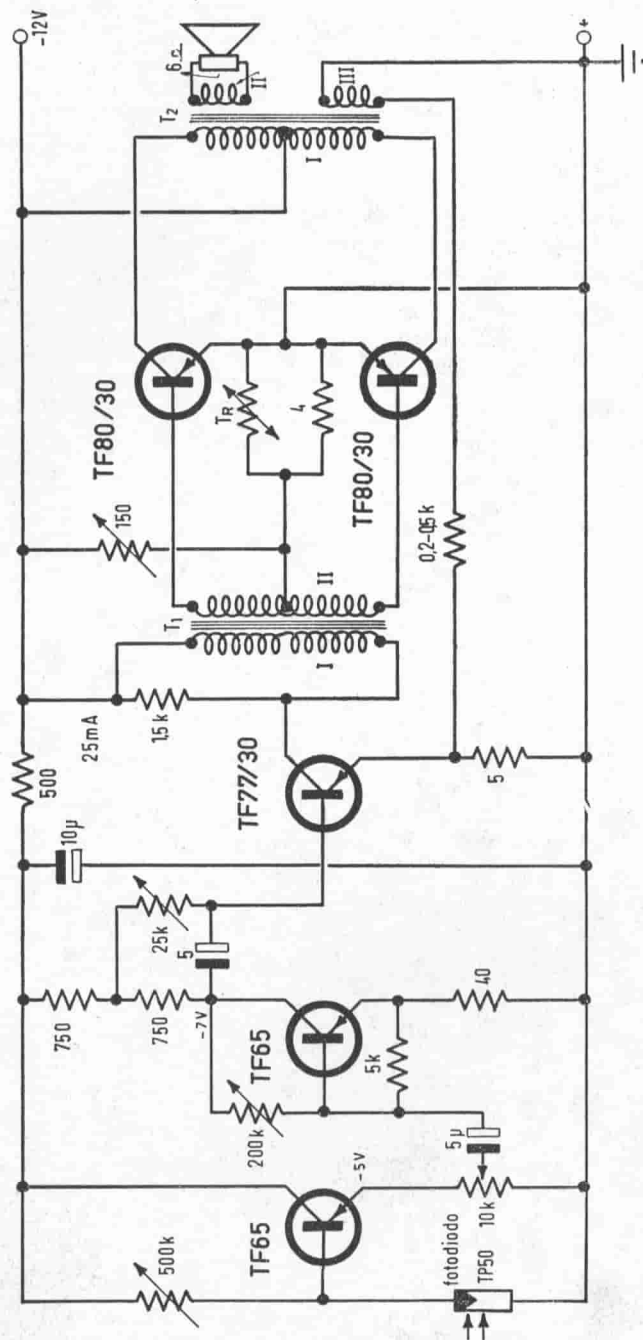 500k
TF65
fotodiodo
TP50
-5V
10k
5µ
200k
TF65
5k
40
-7V
750
750
25k
5
10µ
500
TF77/30
5
25mA
1,5k
T1
I
II
150
TF80/30
TR
4
TF80/30
0,2-0,5k
T2
I
II
III
6
-12V
+